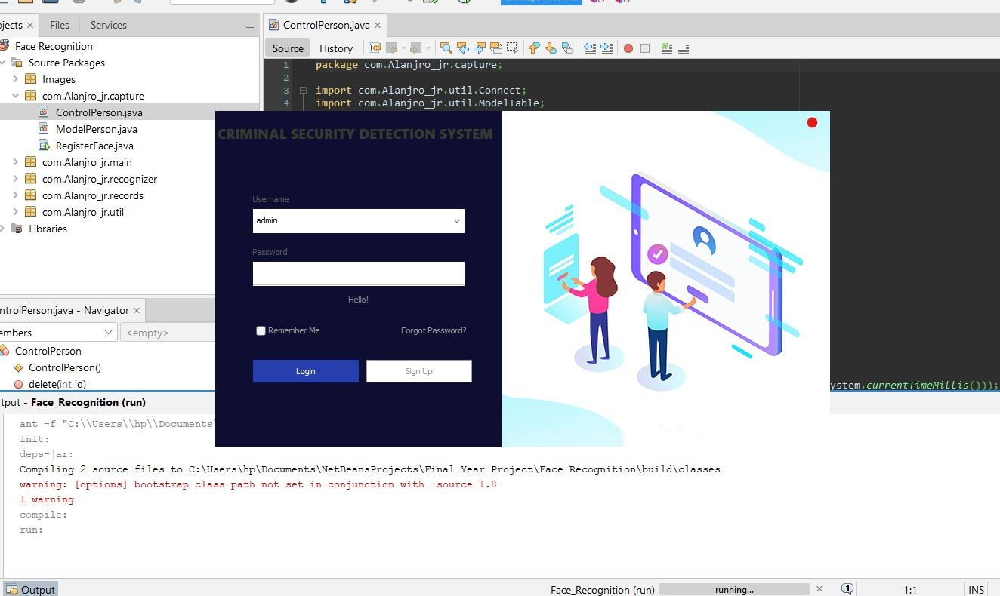 jects
Files
Services
Face Recognition
Source Packages
Images
com.Alanjro_jr.capture
ControlPerson.java
ModelPerson.java
RegisterFace.java
com.Alanjro_jr.main
com.Alanjro_jr.recognizer
com.Alanjro_jr.records
com.Alanjro_jr.util
Libraries
ntrolPerson.java - Navigator
embers
<empty>
ControlPerson
ControlPerson()
delete(int id)
ControlPerson.java
Source History
1 package com.Alanjro_jr.capture;
2
3 import com.Alanjro_jr.util.Connect;
4 import com.Alanjro_jr.util.ModelTable;
ystem.currentTimeMillis()));
CRIMINAL SECURITY DETECTION SYSTEM
Username
admin
Password
Hello!
Remember Me
Forgot Password?
Login
Sign Up
tput - Face_Recognition (run)
ant -f "C:\\Users\\hp\\Documents\
init:
deps-jar:
Compiling 2 source files to C:\Users\hp\Documents\NetBeansProjects\Final Year Project\Face-Recognition\build\classes
warning: [options] bootstrap class path not set in conjunction with -source 1.8
1 warning
compile:
run:
Output
Face_Recognition (run)
running...
1
1:1
INS